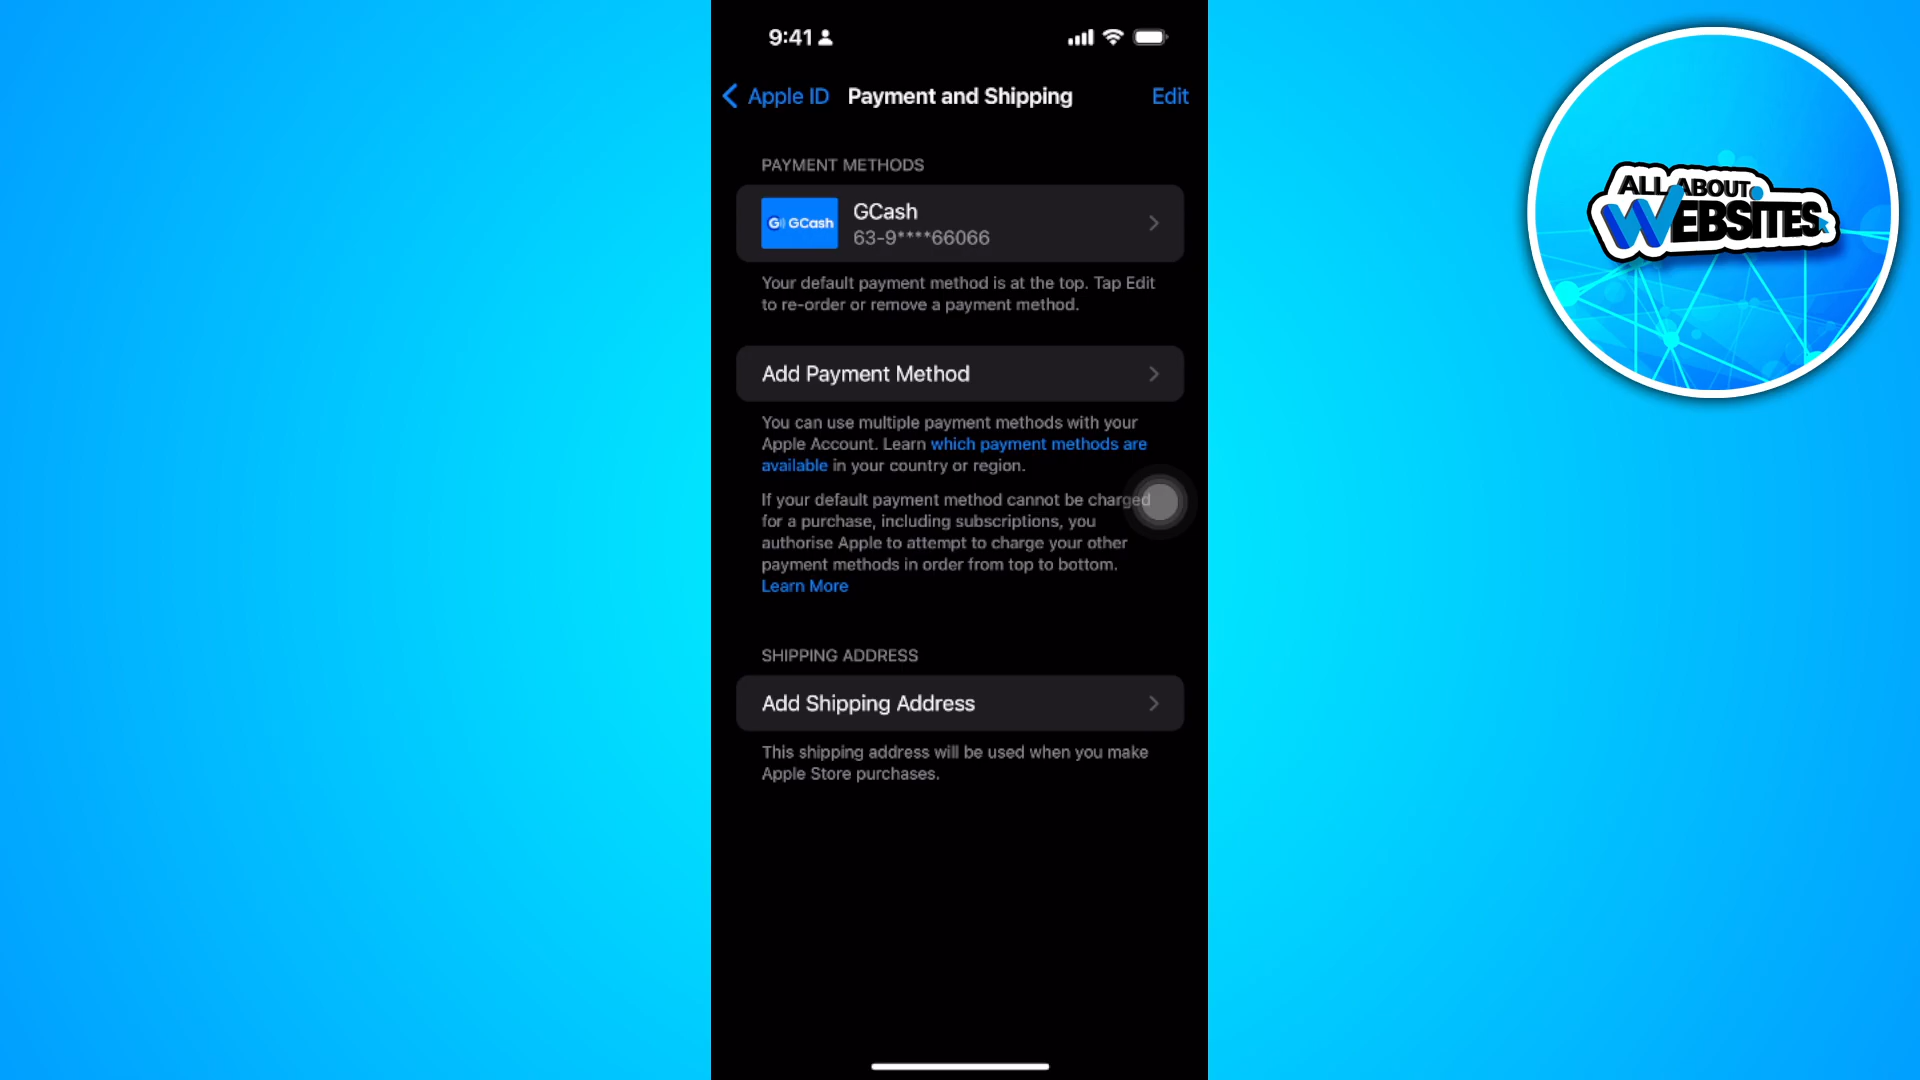 9:41
Apple ID Payment and Shipping Edit
PAYMENT METHODS
GCash GCash
63-9****66066
Your default payment method is at the top. Tap Edit
to re-order or remove a payment method.
Add Payment Method
You can use multiple payment methods with your
Apple Account. Learn which payment methods are
available in your country or region.
If your default payment method cannot be charged
for a purchase, including subscriptions, you
authorise Apple to attempt to charge your other
payment methods in order from top to bottom.
Learn More
SHIPPING ADDRESS
Add Shipping Address
This shipping address will be used when you make
Apple Store purchases.
ALL ABOUT
WEBSITES